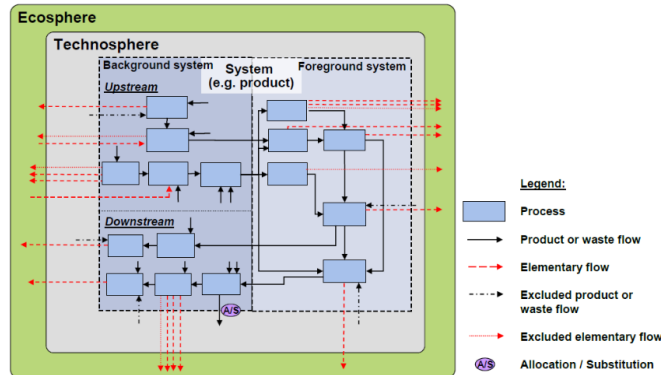 Ecosphere
Technosphere
Background system
System
(e.g. product)
Foreground system
Upstream
Downstream
A/S
Legend:
Process
Product or waste flow
Elementary flow
Excluded product or
waste flow
Excluded elementary flow
A/S
Allocation / Substitution